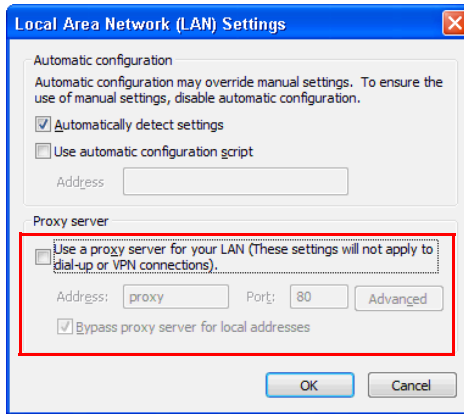 Local Area Network (LAN) Settings
Automatic configuration
Automatic configuration may override manual settings. To ensure the
use of manual settings, disable automatic configuration.
Automatically detect settings
Use automatic configuration script
Address
Proxy server
Use a proxy server for your LAN (These settings will not apply to
dial-up or VPN connections).
Address: proxy Port: 80 Advanced
Bypass proxy server for local addresses
OK Cancel